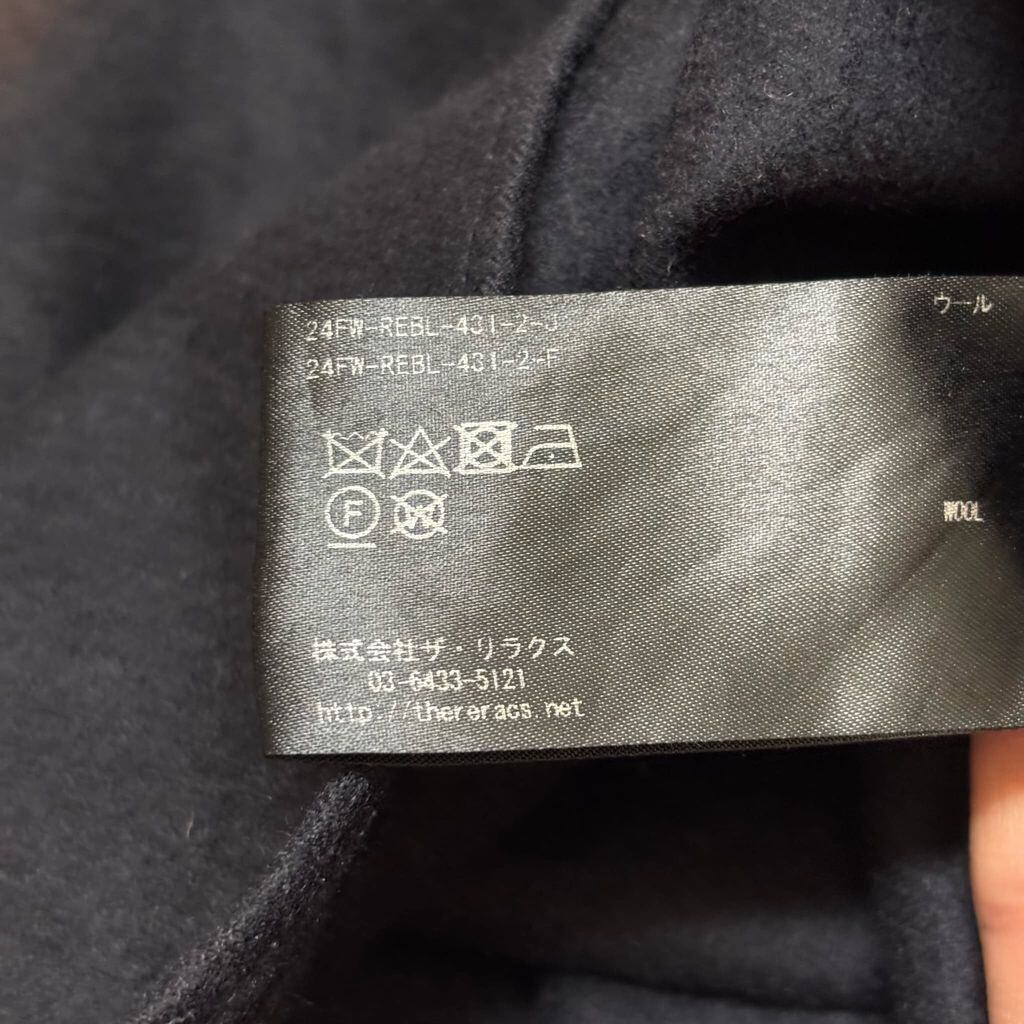 24FW-REBL-431-2-J
24FW-REBL-431-2-F
ウール
WOOL
F
W
株式会社ザ・リラクス
03-6433-5121
http://thereracs.net